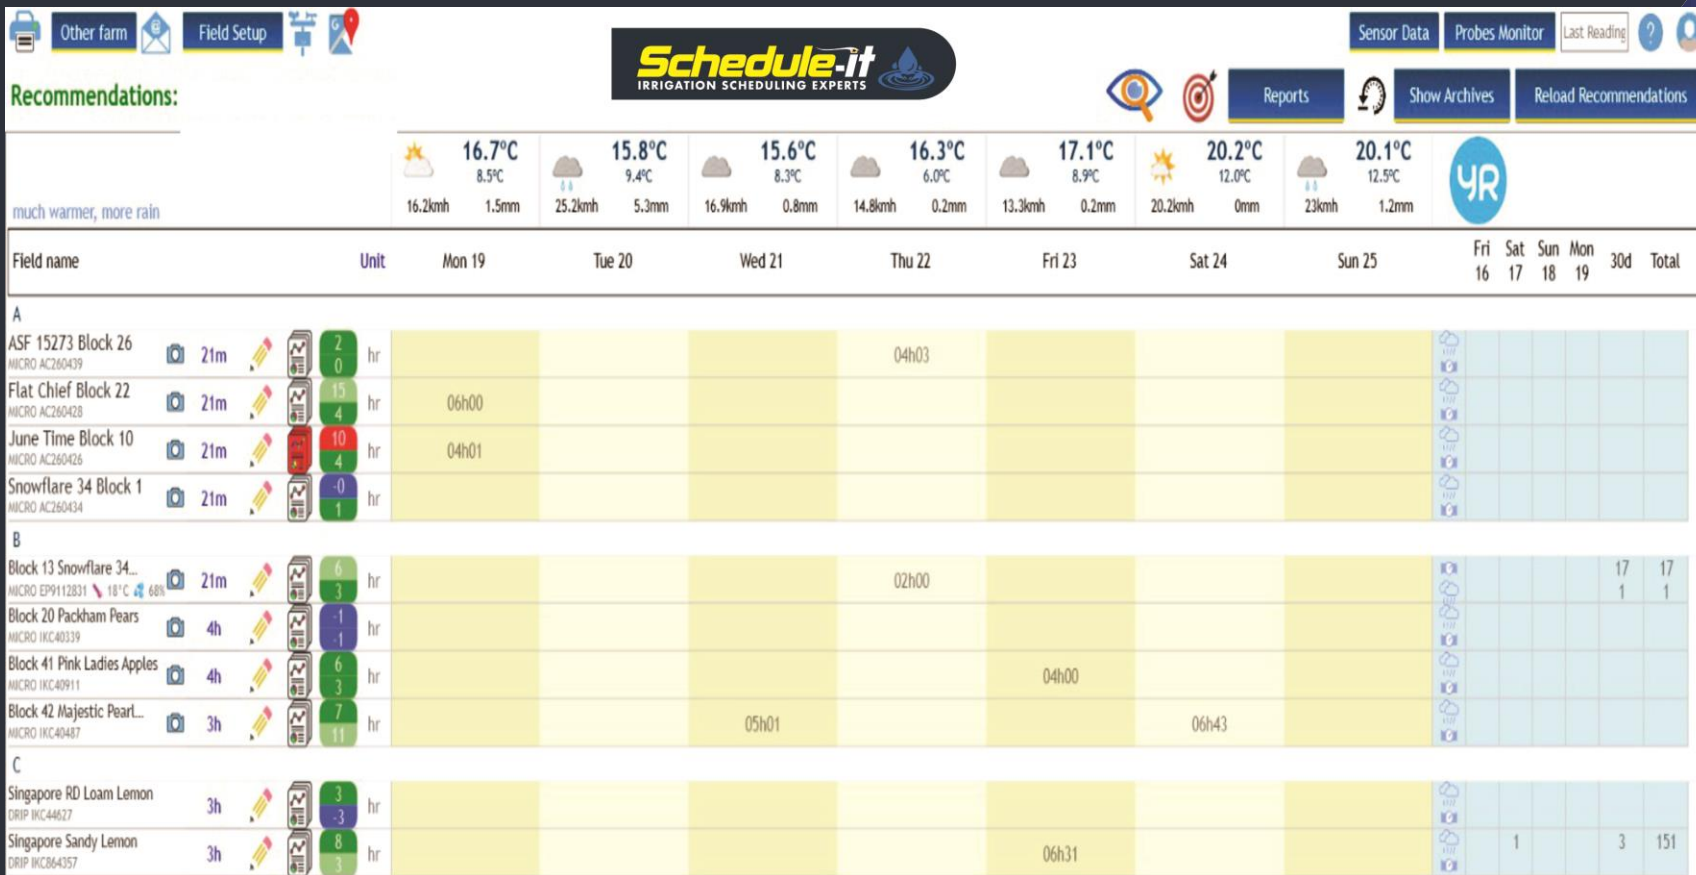 Other farm Field Setup Schedule-it Sensor Data Probes Monitor Last Reading ?
IRRIGATION SCHEDULING EXPERTS
Recommendations: Reports Show Archives Reload Recommendations
16.7°C 15.8°C 15.6°C 16.3°C 17.1°C 20.2°C 20.1°C
8.5°C 9.4°C 8.3°C 6.0°C 8.9°C 12.0°C 12.5°C YR
much warmer, more rain 16.2kmh 1.5mm 25.2kmh 5.3mm 16.9kmh 0.8mm 14.8kmh 0.2mm 13.3kmh 0.2mm 20.2kmh 0mm 23kmh 1.2mm
Field name Unit Mon 19 Tue 20 Wed 21 Thu 22 Fri 23 Sat 24 Sun 25 Fri 16 Sat 17 Sun 18 Mon 19 30d Total
A
ASF 15273 Block 26 21m 2 hr 04h03
MICRO AC260439 0
Flat Chief Block 22 21m 15 hr 06h00
MICRO AC260428 4
June Time Block 10 21m 10 hr 04h01
MICRO AC260426 4
Snowflare 34 Block 1 21m -0 hr
MICRO AC260434 1
B
Block 13 Snowflare 34... 21m 6 hr 02h00 17 17
MICRO EP9112831 18°C 68% 3 1 1
Block 20 Packham Pears 4h -1 hr
MICRO IKC40339 -1
Block 41 Pink Ladies Apples 4h 6 hr 04h00
MICRO IKC40911 3
Block 42 Majestic Pearl... 3h 7 hr 05h01 06h43
MICRO IKC40487 11
C
Singapore RD Loam Lemon 3h 3 hr
DRIP IKC44627 -3
Singapore Sandy Lemon 3h 8 hr 06h31 1 3 151
DRIP IKC864357 3